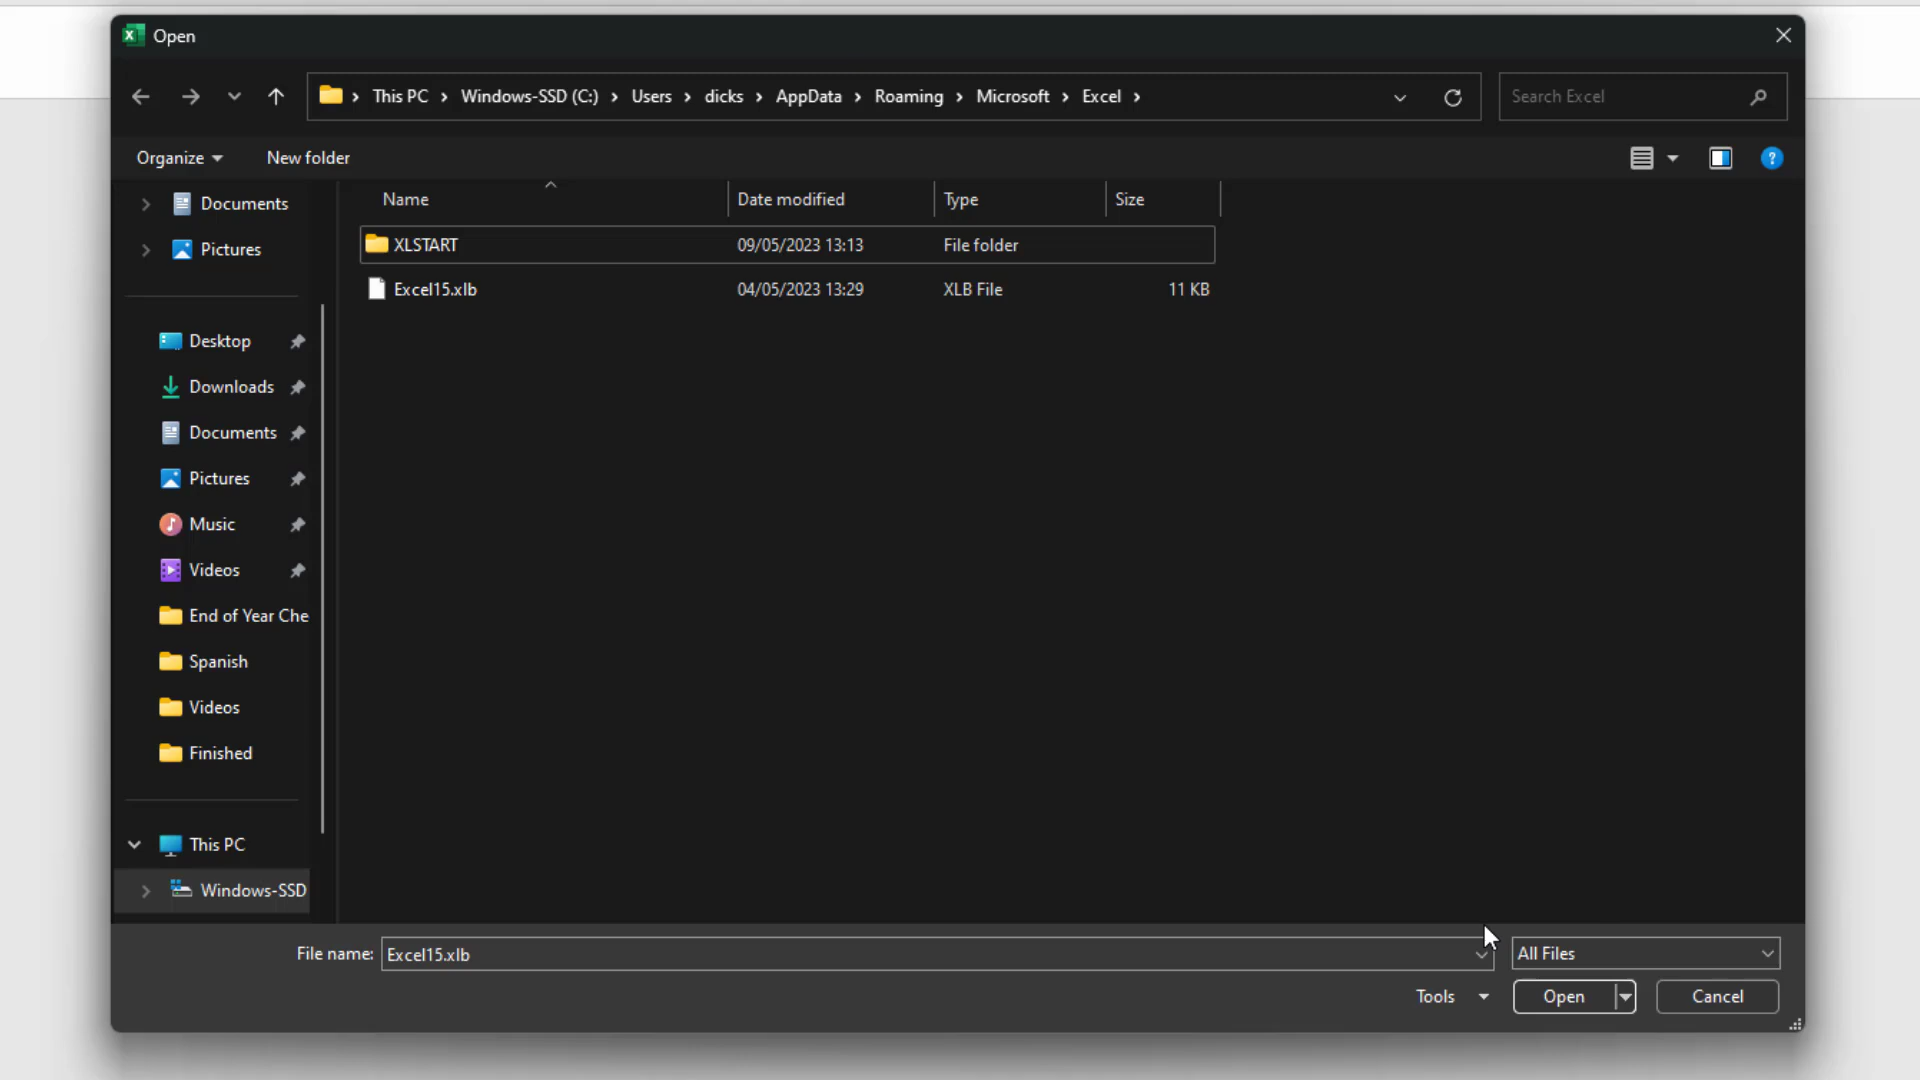 Open
This PC > Windows-SSD (C:) > Users > dicks > AppData > Roaming > Microsoft > Excel >
Search Excel
Organize
New folder
?
Documents
Pictures
Desktop
Downloads
Documents
Pictures
Music
Videos
End of Year Che
Spanish
Videos
Finished
This PC
Windows-SSD
Name Date modified Type Size
XLSTART 09/05/2023 13:13 File folder
Excel15.xlb 04/05/2023 13:29 XLB File 11 KB
File name: Excel15.xlb All Files
Tools Open Cancel